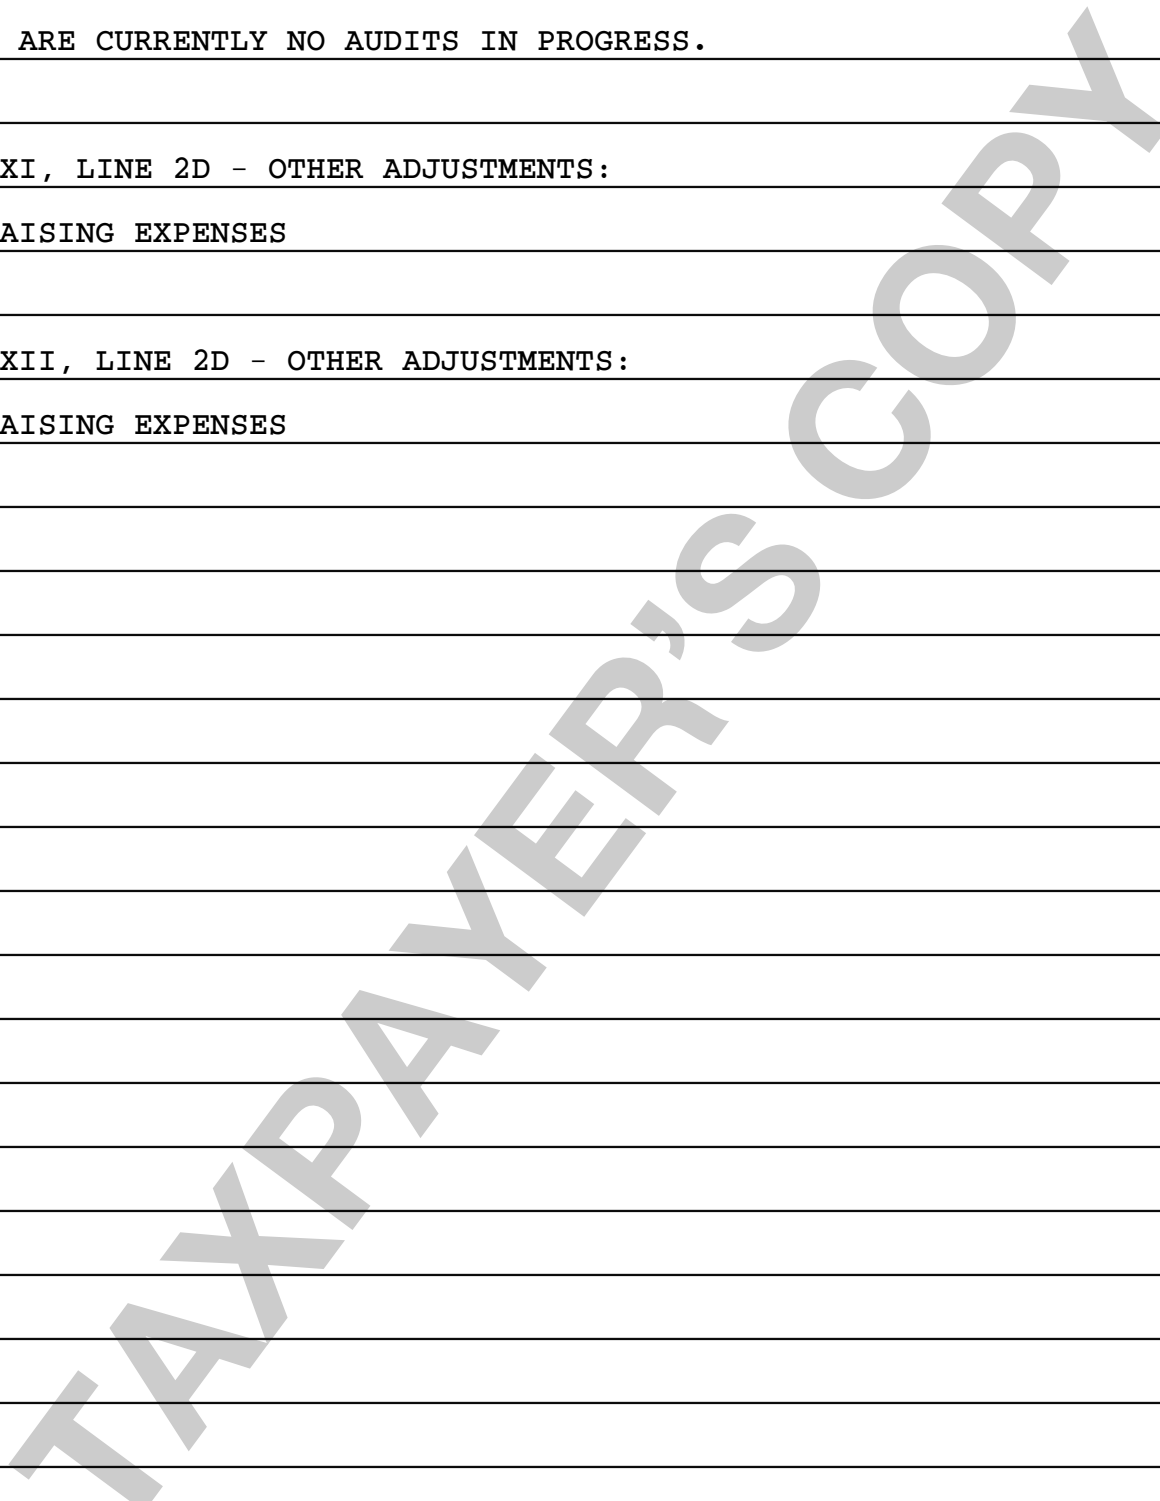 ARE CURRENTLY NO AUDITS IN PROGRESS.
XI, LINE 2D - OTHER ADJUSTMENTS:
AISING EXPENSES
XII, LINE 2D - OTHER ADJUSTMENTS:
AISING EXPENSES
TAXPAYER’S COPY